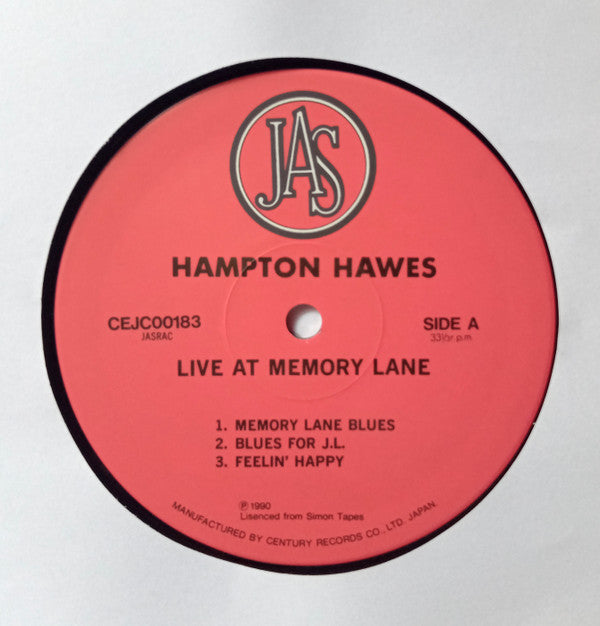 JAS
HAMPTON HAWES
CEJC00183
JASRAC
SIDE A
33⅓r.p.m.
LIVE AT MEMORY LANE
1. MEMORY LANE BLUES
2. BLUES FOR J.L.
3. FEELIN' HAPPY
Ⓟ1990
Lisenced from Simon Tapes
MANUFACTURED BY CENTURY RECORDS CO., LTD. JAPAN.